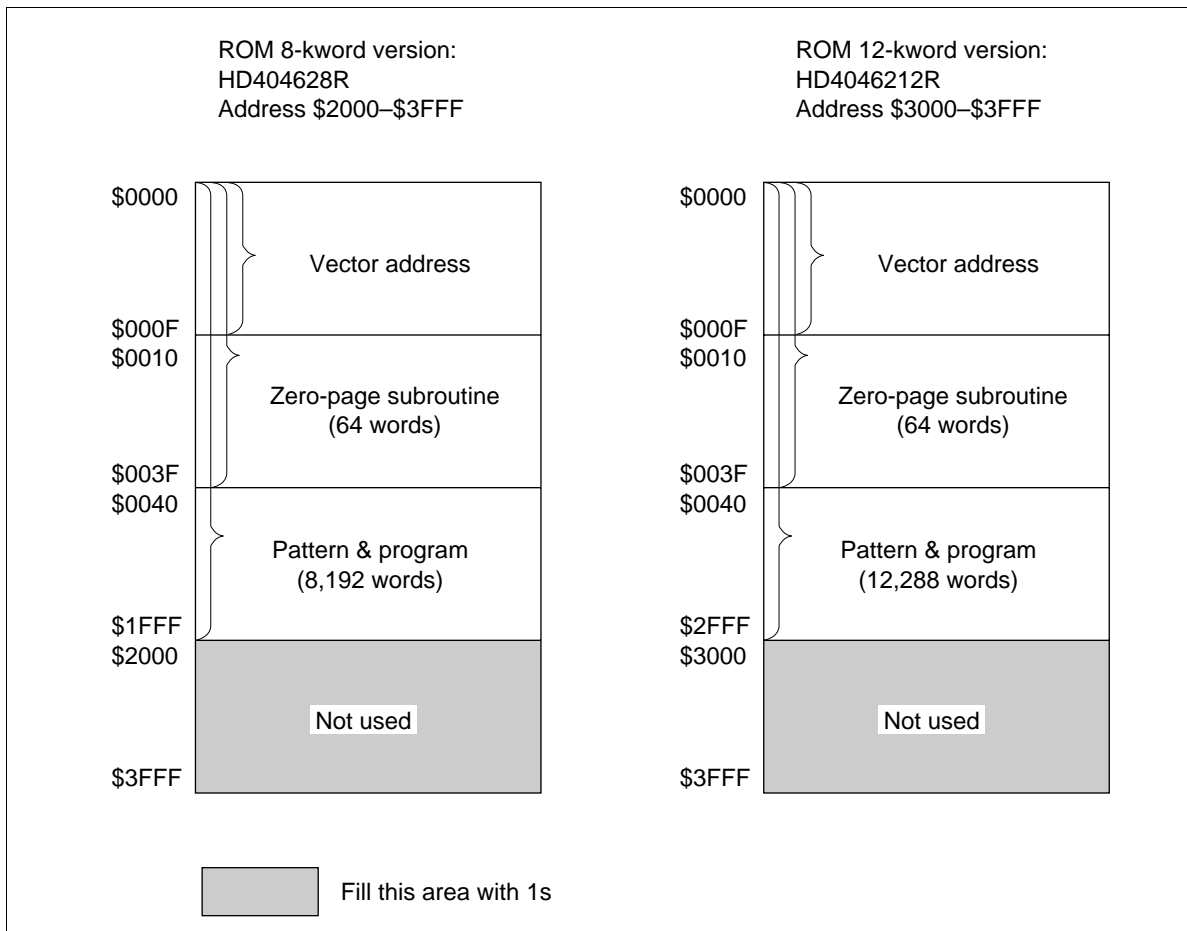 ROM 8-kword version:
HD404628R
Address $2000–$3FFF
$0000
Vector address
$000F
$0010
Zero-page subroutine
(64 words)
$003F
$0040
Pattern & program
(8,192 words)
$1FFF
$2000
Not used
$3FFF
ROM 12-kword version:
HD4046212R
Address $3000–$3FFF
$0000
Vector address
$000F
$0010
Zero-page subroutine
(64 words)
$003F
$0040
Pattern & program
(12,288 words)
$2FFF
$3000
Not used
$3FFF
Fill this area with 1s